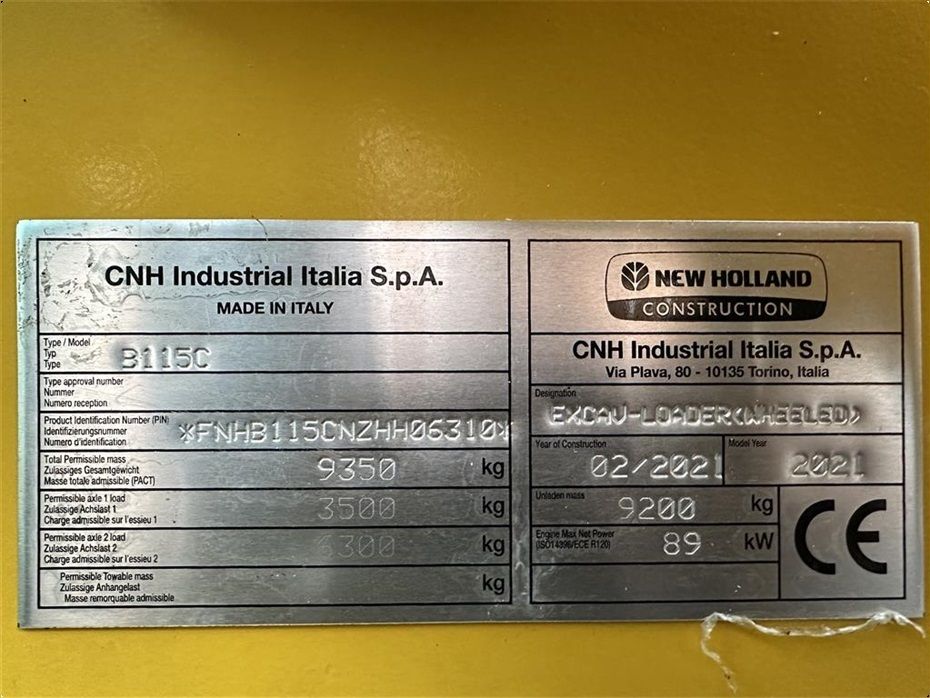 CNH Industrial Italia S.p.A.
MADE IN ITALY
Type / Model
Typ
Type
B115C
Type approval number
Nummer
Numero reception
Product Identification Number (PIN)
Identifizierungsnummer
Numero d'identification
*FNHB115CNZHH06310*
Total Permissible mass
Zulassiges Gesamtgewicht
Masse totale admissible (PACT)
9350 kg
Permissible axle 1 load
Zulassige Achslast 1
Charge admissible sur l'essieu 1
3500 kg
Permissible axle 2 load
Zulassige Achslast 2
Charge admissible sur l'essieu 2
300 kg
Permissible Towable mass
Zulassige Anhangelast
Masse remorquable admissible
kg
NEW HOLLAND
CONSTRUCTION
CNH Industrial Italia S.p.A.
Via Plava, 80 - 10135 Torino, Italia
Designation
EXCAV-LOADER(WHEELED)
Year of Construction
02/2021
Model Year
2021
Unladen mass
9200 kg
Engine Max Net Power
(ISO14396/ECE R120)
89 kW
CE